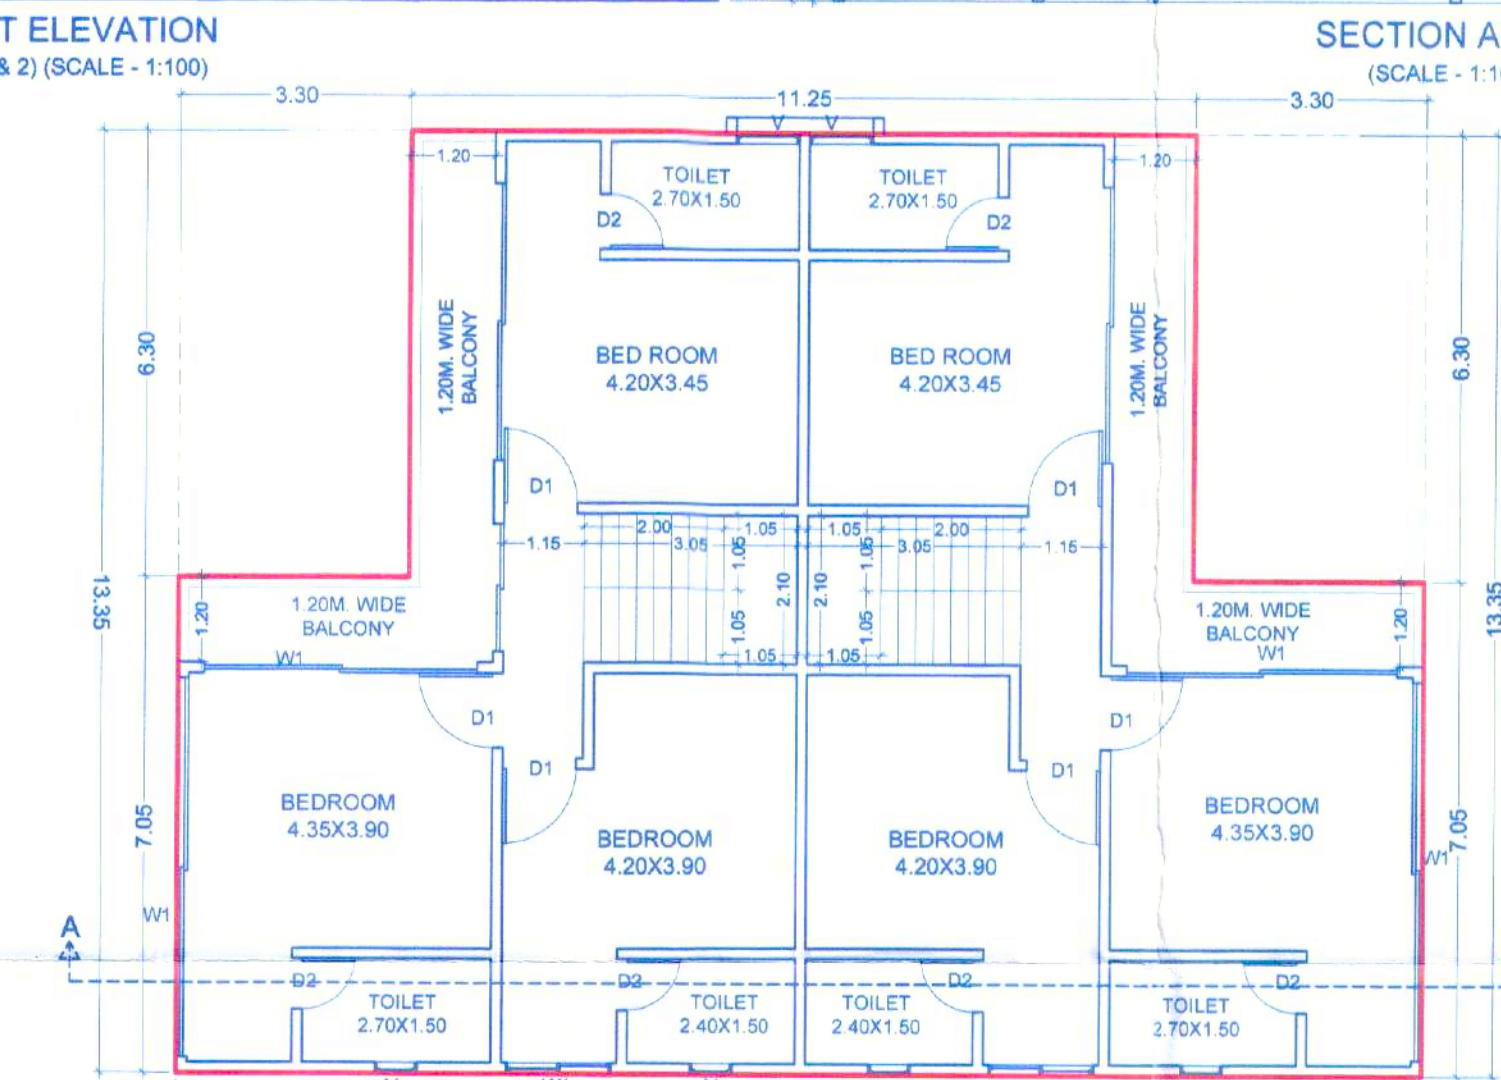 T ELEVATION
& 2) (SCALE - 1:100)
SECTION A
(SCALE - 1:1
3.30
11.25
3.30
1.20
1.20
V V
TOILET
2.70X1.50
TOILET
2.70X1.50
D2
D2
6.30
6.30
1.20M. WIDE
BALCONY
1.20M. WIDE
BALCONY
BED ROOM
4.20X3.45
BED ROOM
4.20X3.45
D1
D1
2.00
1.05
1.05
2.00
1.15
3.05
1.05
1.05
3.05
1.15
2.10
2.10
1.05
1.05
1.05
1.05
13.35
13.35
1.20
1.20M. WIDE
BALCONY
W1
1.20M. WIDE
BALCONY
W1
1.20
D1
D1
D1
D1
BEDROOM
4.35X3.90
BEDROOM
4.20X3.90
BEDROOM
4.20X3.90
BEDROOM
4.35X3.90
7.05
7.05
W1
W1
A
D2
D2
D2
D2
TOILET
2.70X1.50
TOILET
2.40X1.50
TOILET
2.40X1.50
TOILET
2.70X1.50